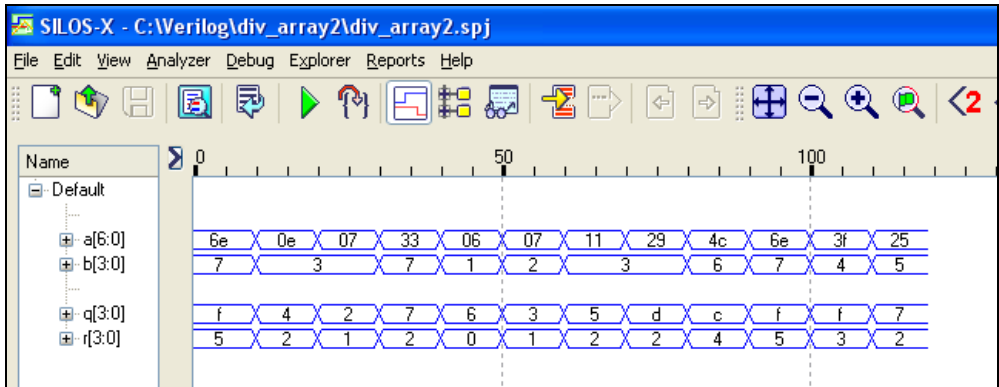 SILOS-X - C:\Verilog\div_array2\div_array2.spj
File Edit View Analyzer Debug Explorer Reports Help
2
Name 0 50 100
Default
a[6:0] 6e 0e 07 33 06 07 11 29 4c 6e 3f 25
b[3:0] 7 3 7 1 2 3 6 7 4 5
q[3:0] f 4 2 7 6 3 5 d c f f 7
r[3:0] 5 2 1 2 0 1 2 2 4 5 3 2